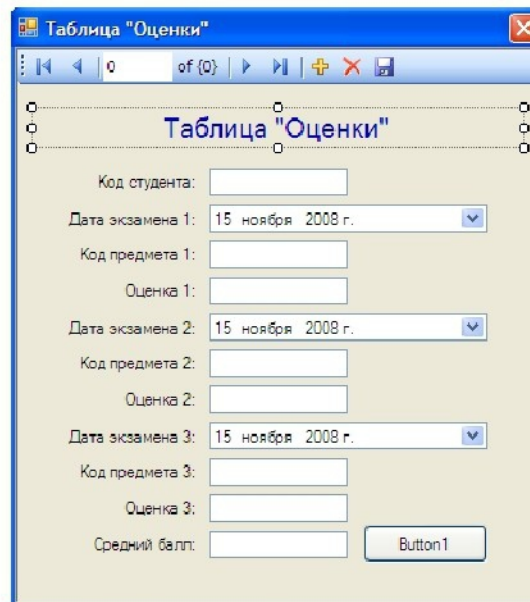 Таблица "Оценки"
0 of {0}
Таблица "Оценки"
Код студента:
Дата экзамена 1: 15 ноября 2008 г.
Код предмета 1:
Оценка 1:
Дата экзамена 2: 15 ноября 2008 г.
Код предмета 2:
Оценка 2:
Дата экзамена 3: 15 ноября 2008 г.
Код предмета 3:
Оценка 3:
Средний балл: Button1